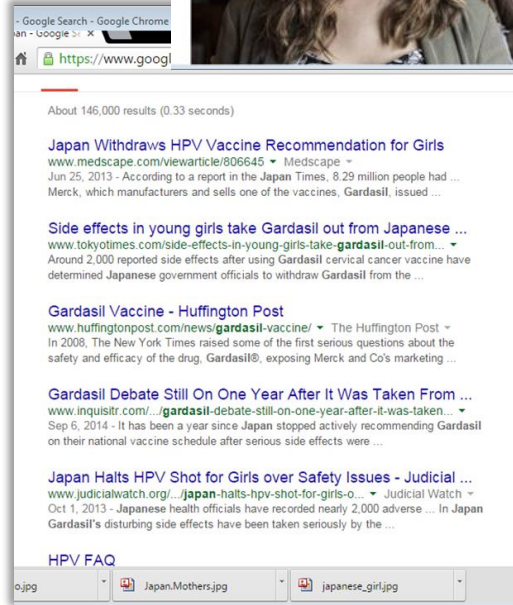 - Google Search - Google Chrome
https://www.googl
About 146,000 results (0.33 seconds)
Japan Withdraws HPV Vaccine Recommendation for Girls
www.medscape.com/viewarticle/806645 ▾ Medscape ▾
Jun 25, 2013 - According to a report in the Japan Times, 8.29 million people had ...
Merck, which manufacturers and sells one of the vaccines, Gardasil, issued ...
Side effects in young girls take Gardasil out from Japanese ...
www.tokyotimes.com/side-effects-in-young-girls-take-gardasil-out-from... ▾
Around 2,000 reported side effects after using Gardasil cervical cancer vaccine have
determined Japanese government officials to withdraw Gardasil from the ...
Gardasil Vaccine - Huffington Post
www.huffingtonpost.com/news/gardasil-vaccine/ ▾ The Huffington Post ▾
In 2008, The New York Times raised some of the first serious questions about the
safety and efficacy of the drug, Gardasil®, exposing Merck and Co's marketing ...
Gardasil Debate Still On One Year After It Was Taken From ...
www.inquisitr.com/.../gardasil-debate-still-on-one-year-after-it-was-taken... ▾
Sep 6, 2014 - It has been a year since Japan stopped actively recommending Gardasil
on their national vaccine schedule after serious side effects were ...
Japan Halts HPV Shot for Girls over Safety Issues - Judicial ...
www.judicialwatch.org/.../japan-halts-hpv-shot-for-girls-o... ▾ Judicial Watch ▾
Oct 1, 2013 - Japanese health officials have recorded nearly 2,000 adverse ... In Japan
Gardasil's disturbing side effects have been taken seriously by the ...
HPV FAQ
o.jpg
Japan.Mothers.jpg
japanese_girl.jpg